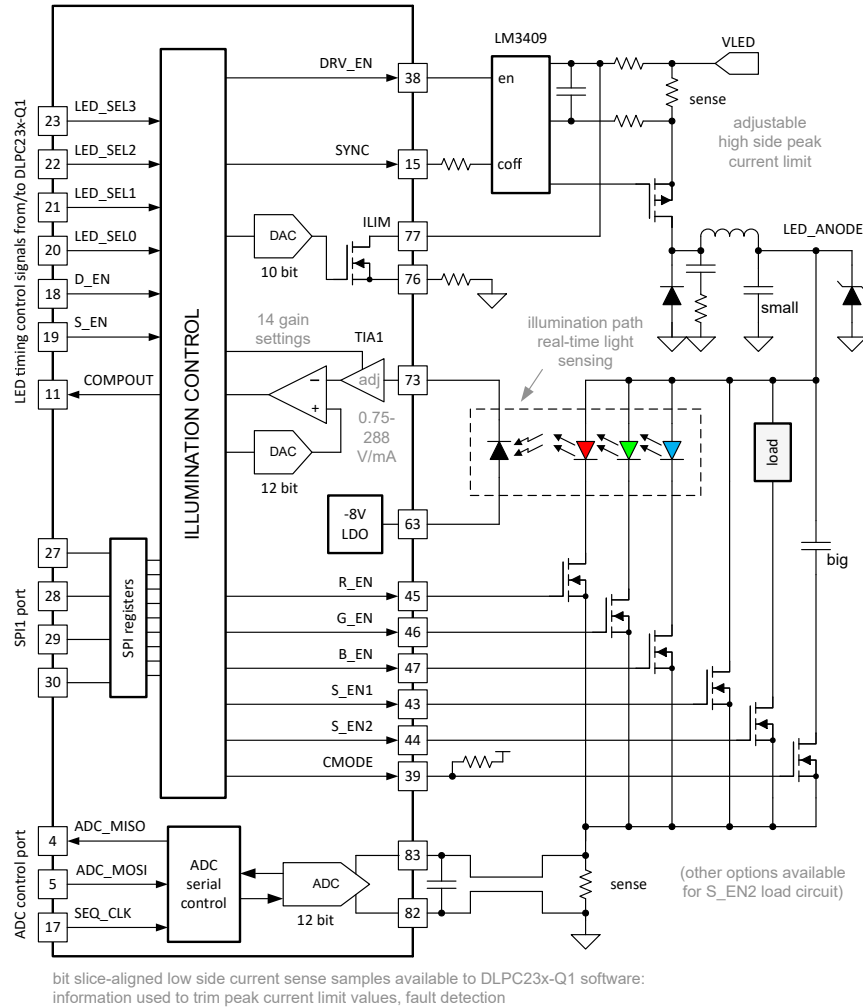 LM3409
VLED
DRV_EN
38
en
LED_SEL3
23
sense
adjustable
high side peak
current limit
LED_SEL2
22
SYNC
15
coff
LED_SEL1
21
ILIM
77
LED_ANODE
LED_SEL0
20
DAC
10 bit
D_EN
18
76
S_EN
19
small
14 gain
settings
TIA1
illumination path
real-time light
sensing
COMPOUT
11
adj
73
−
+
0.75-
288
V/mA
DAC
12 bit
load
LED timing control signals from/to DLPC23x-Q1
ILLUMINATION CONTROL
-8V
LDO
63
27
big
28
R_EN
45
SPI1 port
SPI registers
29
G_EN
46
30
B_EN
47
S_EN1
43
S_EN2
44
CMODE
39
ADC_MISO
4
83
ADC control port
ADC_MOSI
5
ADC
serial
control
ADC
12 bit
sense
(other options available
for S_EN2 load circuit)
SEQ_CLK
17
82
bit slice-aligned low side current sense samples available to DLPC23x-Q1 software:
information used to trim peak current limit values, fault detection